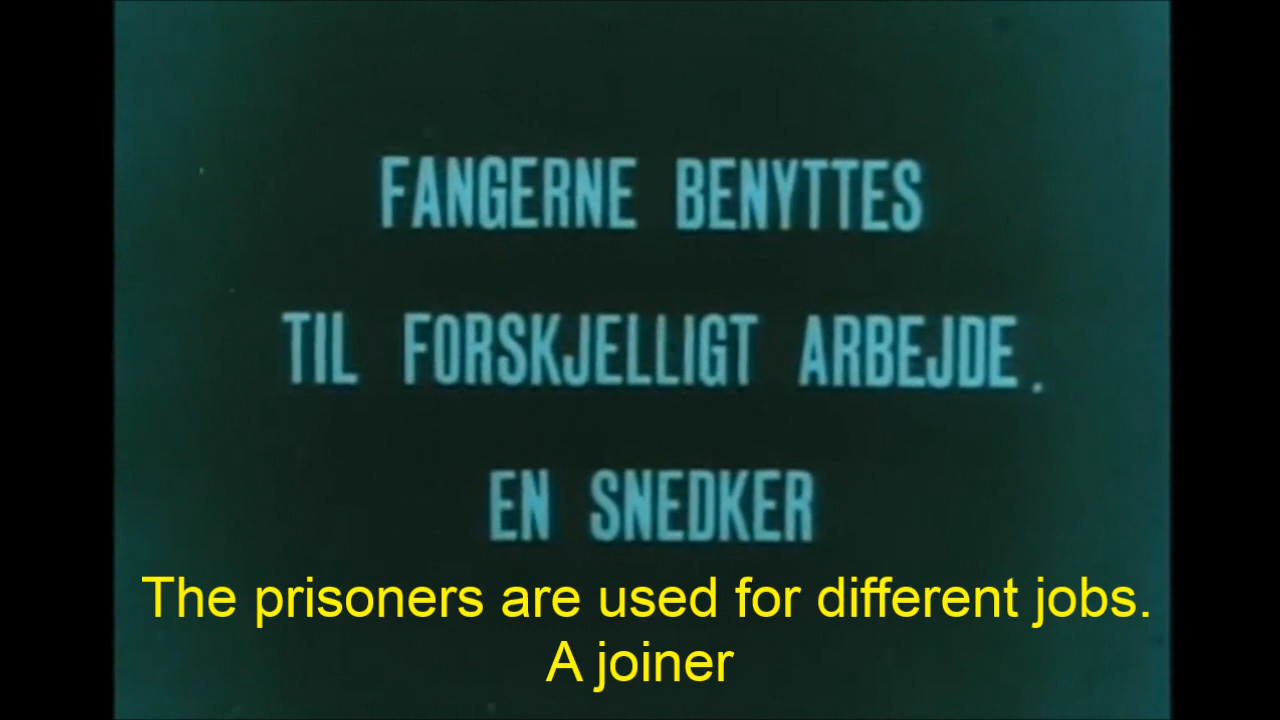 FANGERNE BENYTTES
TIL FORSKJELLIGT ARBEJDE.
EN SNEDKER
The prisoners are used for different jobs.
A joiner